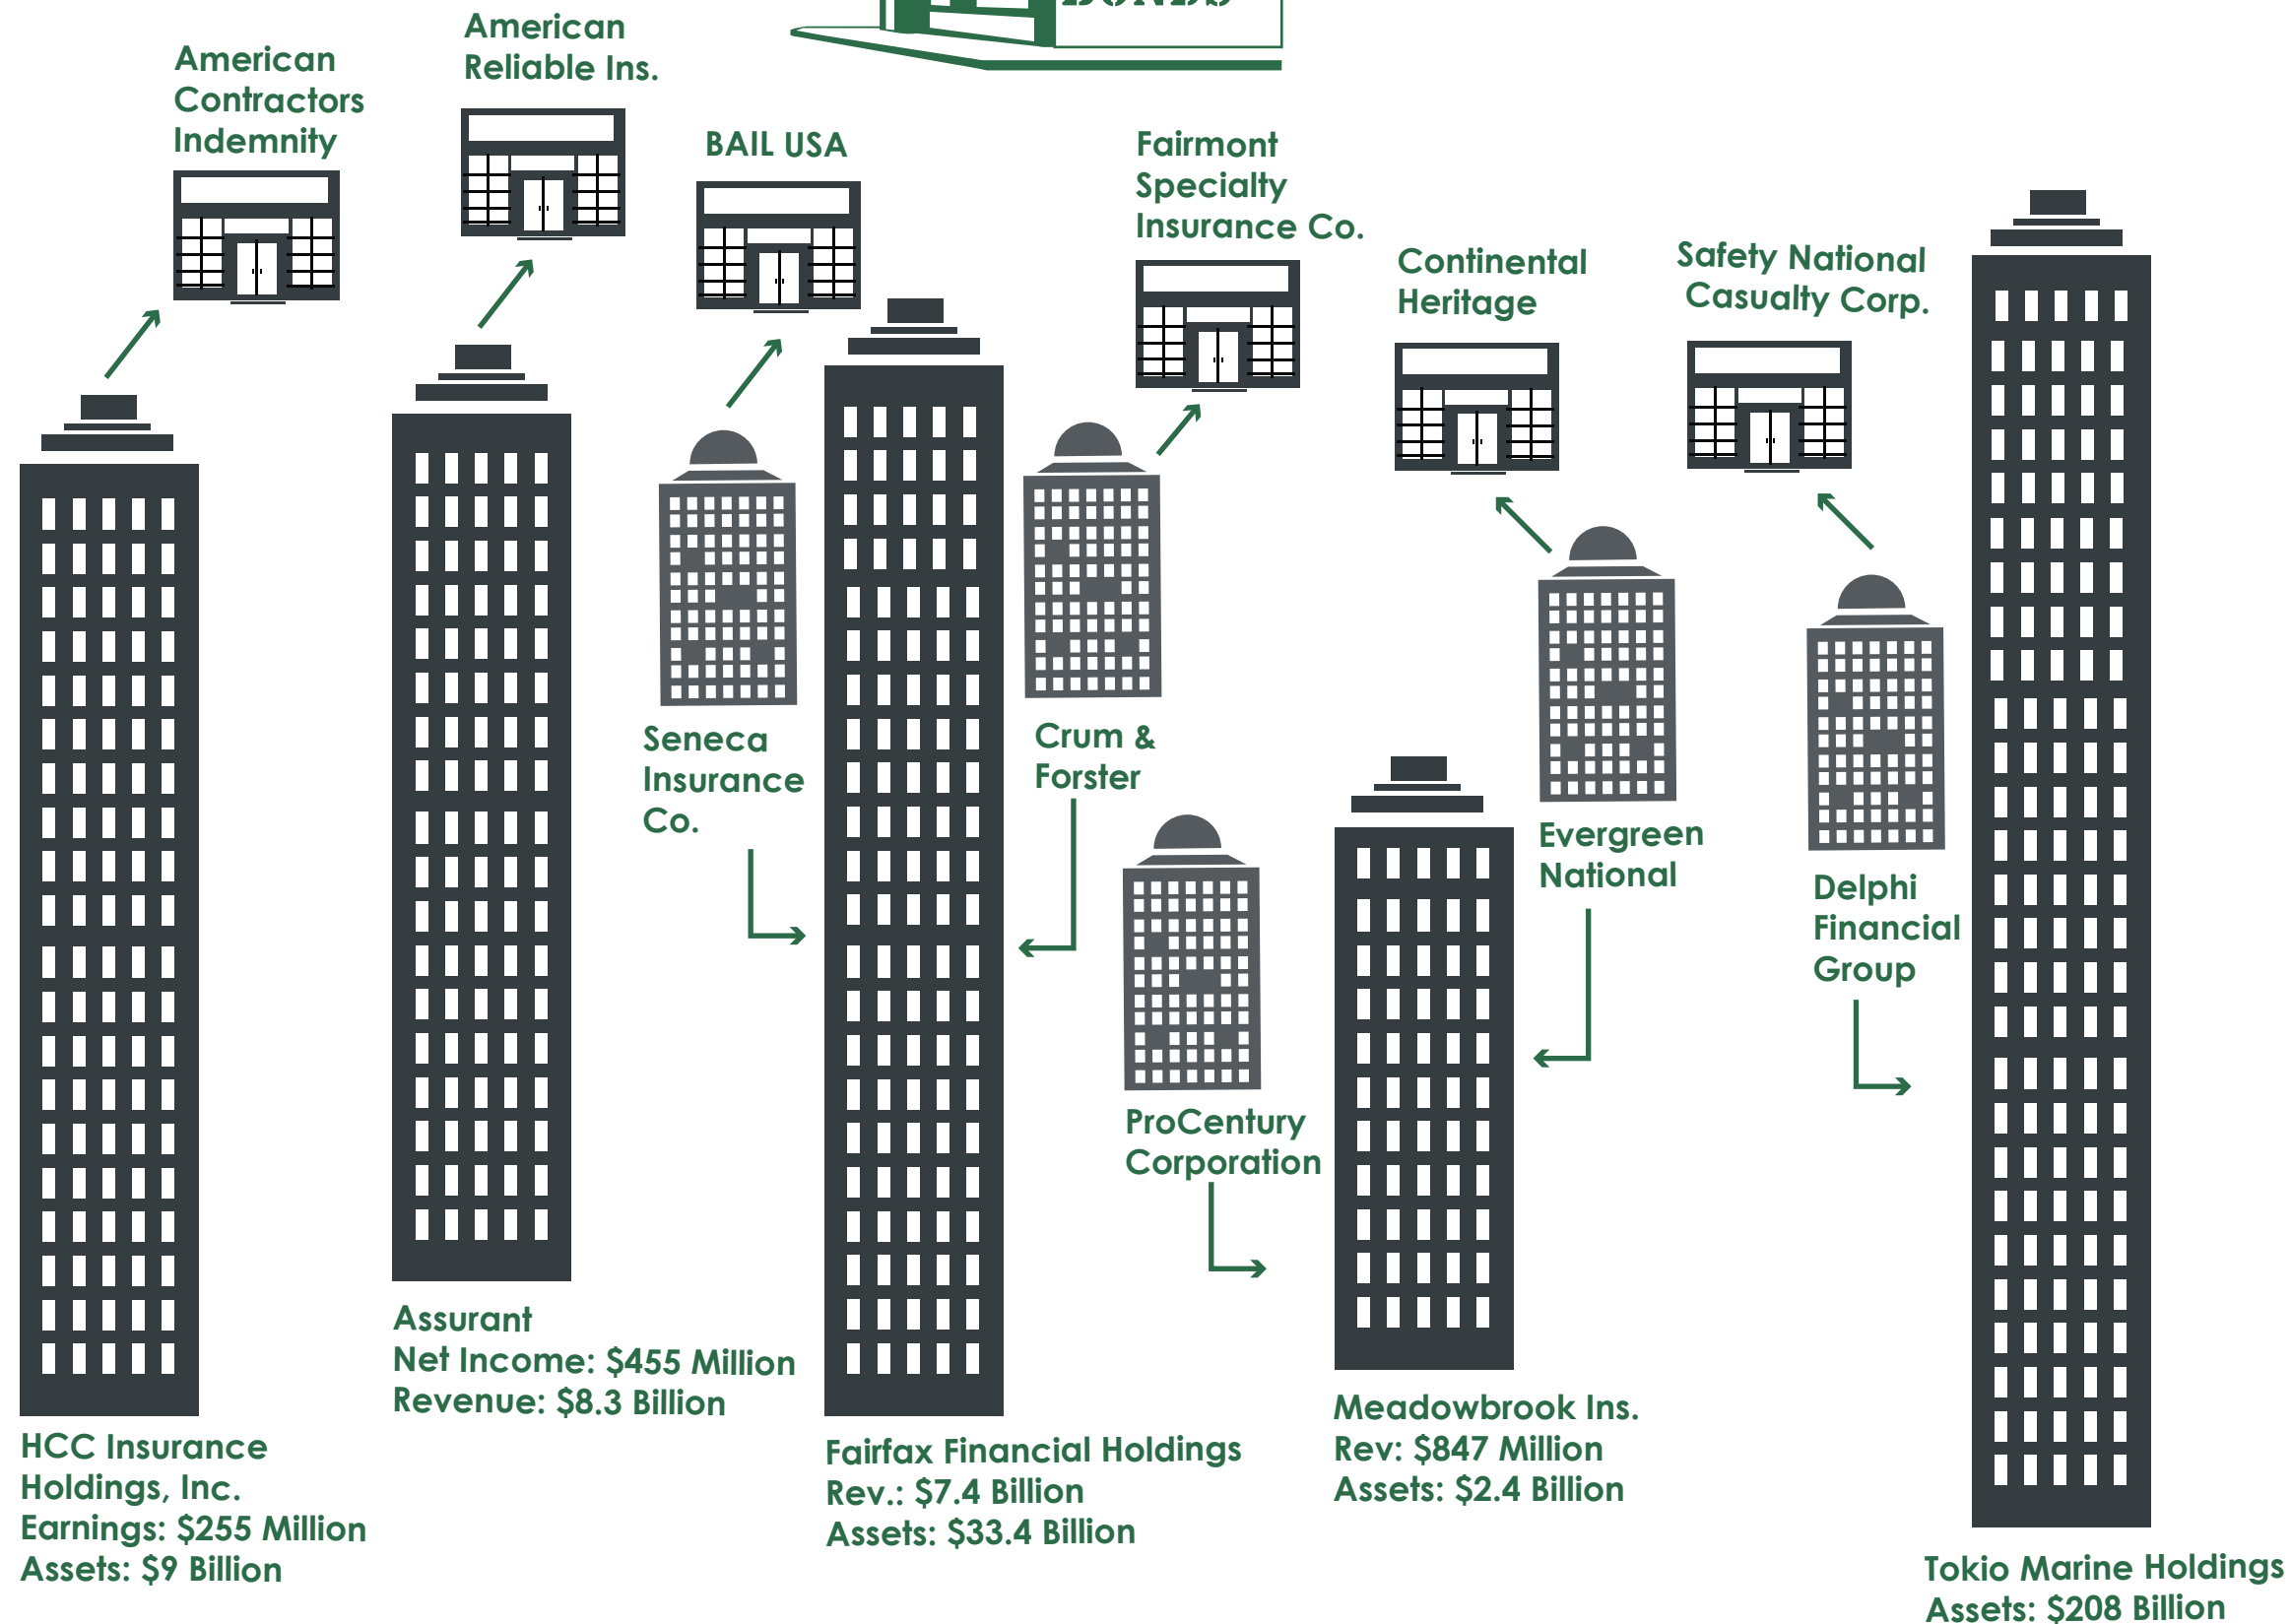 American
Contractors
Indemnity
American
Reliable Ins.
BAIL USA
Fairmont
Specialty
Insurance Co.
Continental
Heritage
Safety National
Casualty Corp.
Seneca
Insurance
Co.
Crum &
Forster
ProCentury
Corporation
Evergreen
National
Delphi
Financial
Group
HCC Insurance
Holdings, Inc.
Earnings: $255 Million
Assets: $9 Billion
Assurant
Net Income: $455 Million
Revenue: $8.3 Billion
Fairfax Financial Holdings
Rev.: $7.4 Billion
Assets: $33.4 Billion
Meadowbrook Ins.
Rev: $847 Million
Assets: $2.4 Billion
Tokio Marine Holdings
Assets: $208 Billion